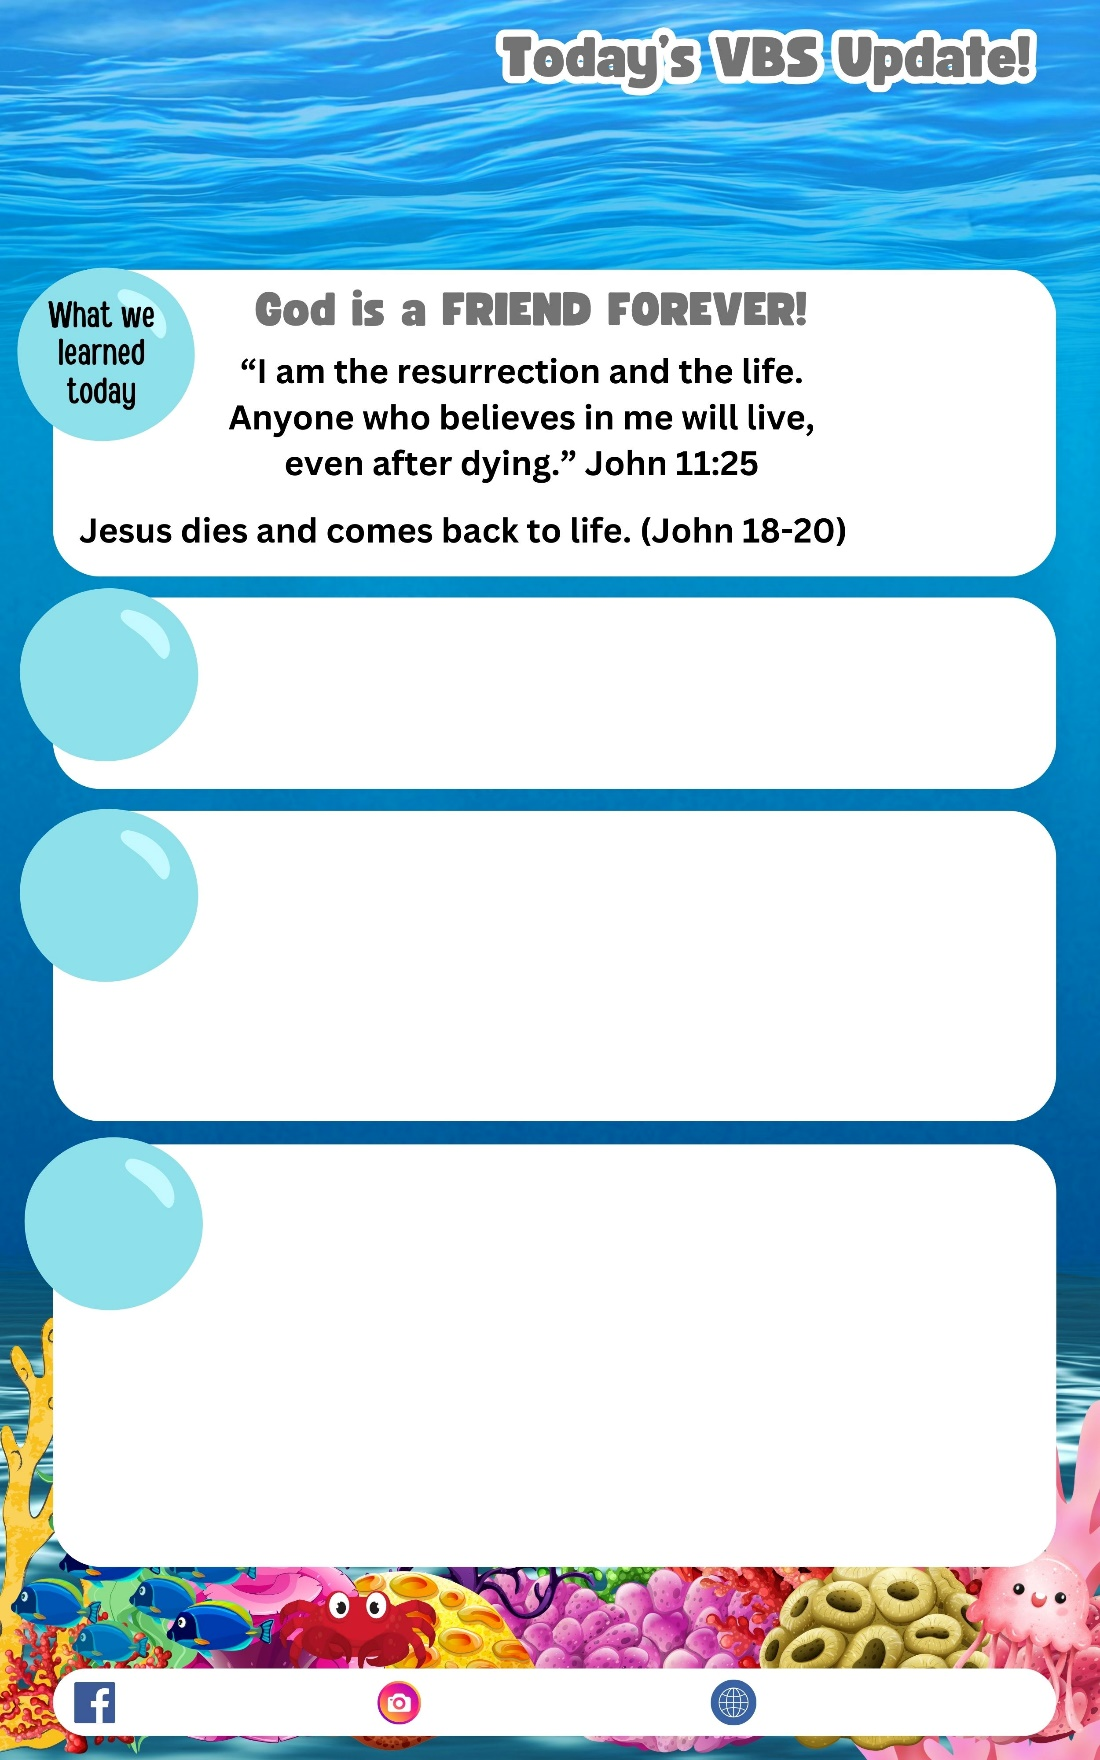 Today's VBS Update!
What we
learned
today
God is a FRIEND FOREVER!
“I am the resurrection and the life.
Anyone who believes in me will live,
even after dying.” John 11:25
Jesus dies and comes back to life. (John 18-20)